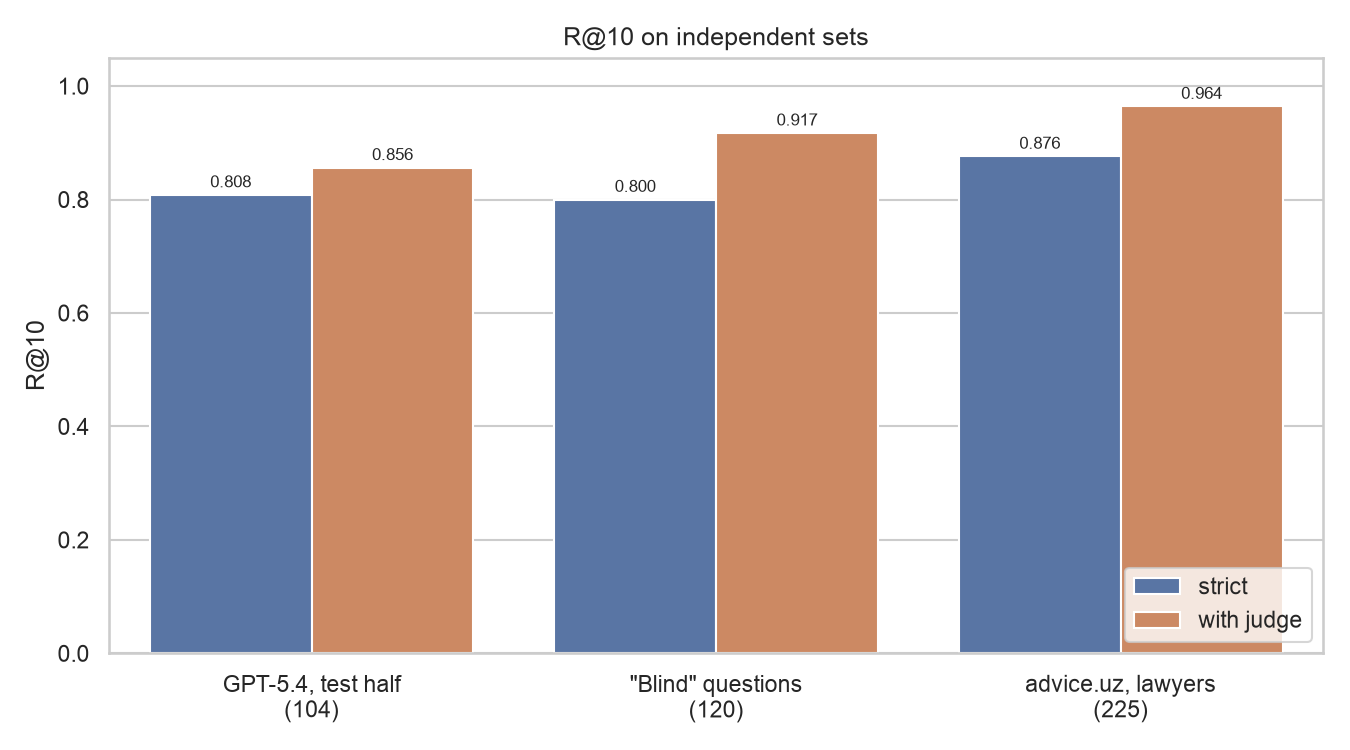 R@10 on independent sets
R@10
1.0
0.8
0.6
0.4
0.2
0.0
0.808
0.856
0.800
0.917
0.876
0.964
strict
with judge
GPT-5.4, test half
(104)
"Blind" questions
(120)
advice.uz, lawyers
(225)